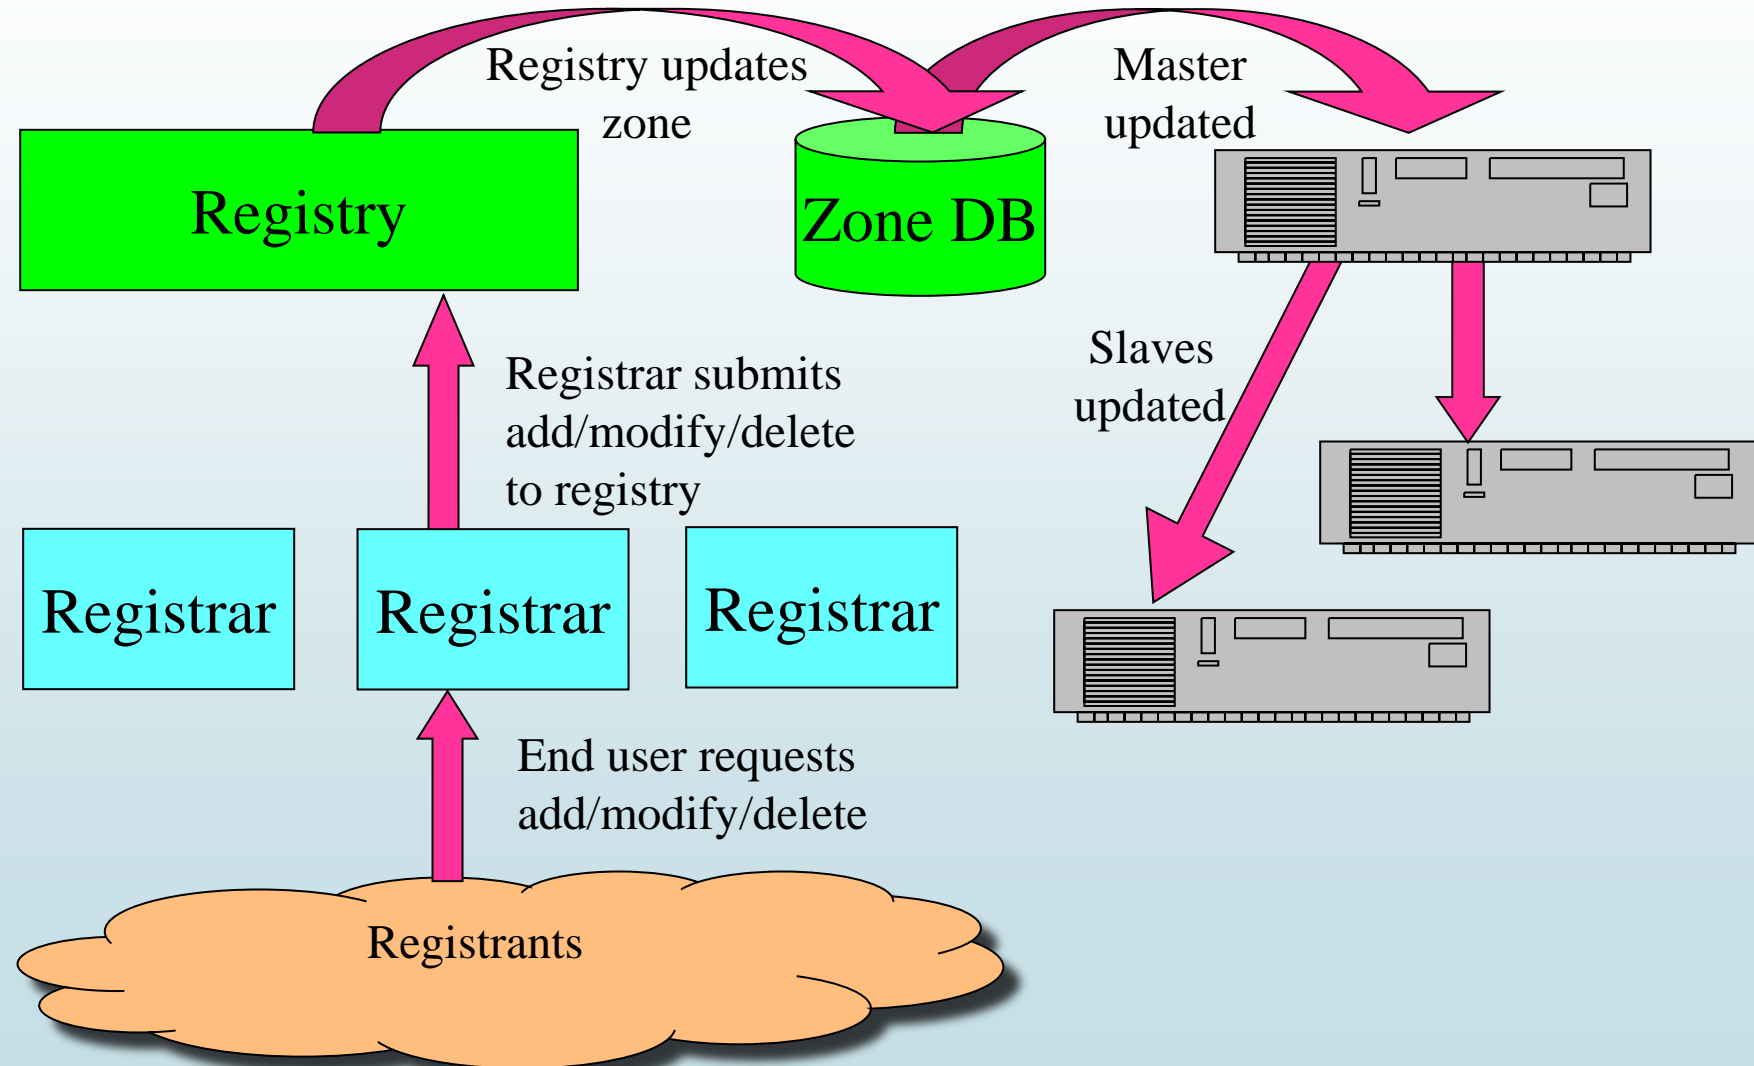 Registry updates
zone
Master
updated
Registry
Zone DB
Slaves
updated
Registrar submits
add/modify/delete
to registry
Registrar
Registrar
Registrar
End user requests
add/modify/delete
Registrants